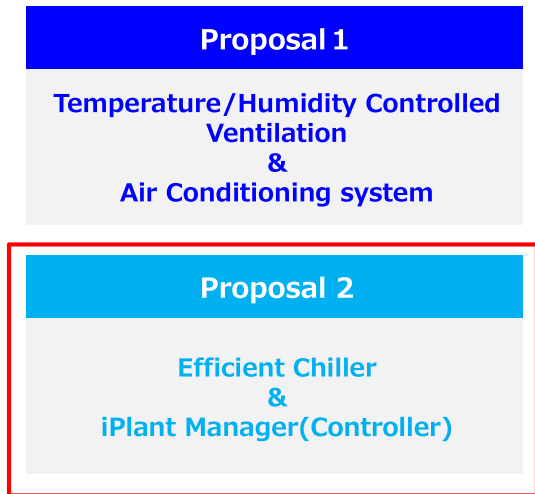 Proposal 1
Temperature/Humidity Controlled
Ventilation
&
Air Conditioning system
Proposal 2
Efficient Chiller
&
iPlant Manager(Controller)